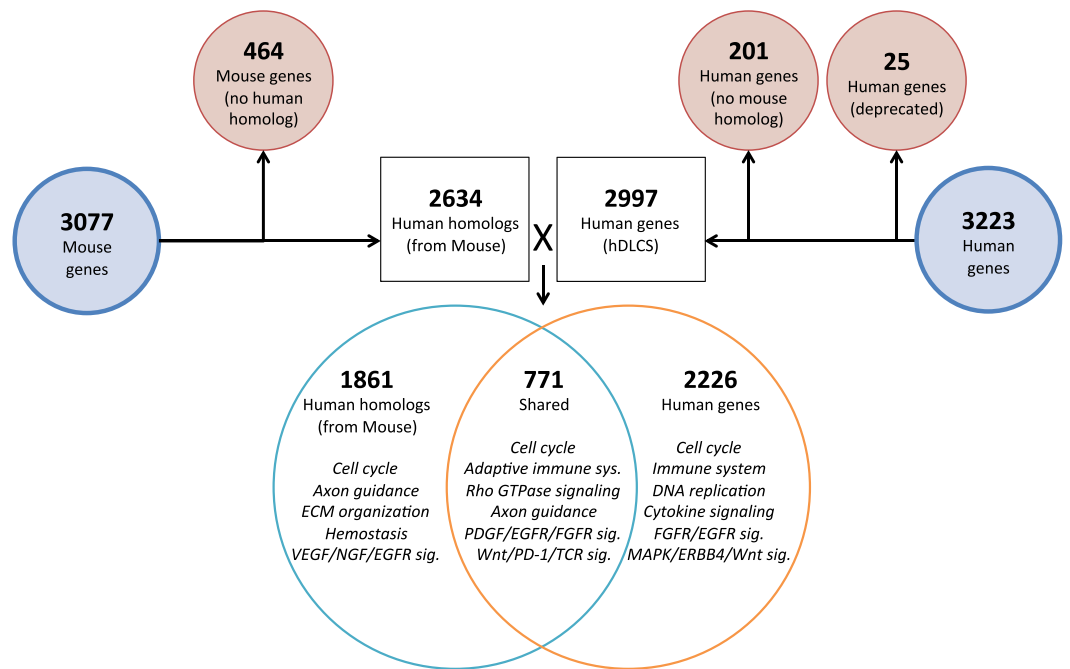 464
Mouse genes
(no human
homolog)
201
Human genes
(no mouse
homolog)
25
Human genes
(deprecated)
3077
Mouse
genes
2634
Human homologs
(from Mouse)
X
2997
Human genes
(hDLCS)
3223
Human
genes
1861
Human homologs
(from Mouse)
Cell cycle
Axon guidance
ECM organization
Hemostasis
VEGF/NGF/EGFR sig.
771
Shared
Cell cycle
Adaptive immune sys.
Rho GTPase signaling
Axon guidance
PDGF/EGFR/FGFR sig.
Wnt/PD-1/TCR sig.
2226
Human genes
Cell cycle
Immune system
DNA replication
Cytokine signaling
FGFR/EGFR sig.
MAPK/ERBB4/Wnt sig.